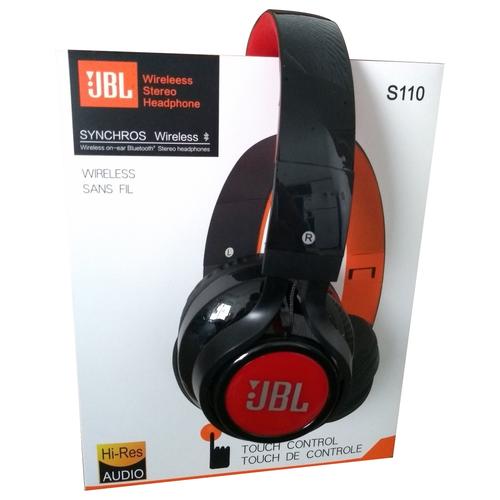 JBL
Wireleess
Stereo
Headphone
S110
SYNCHROS Wireless
Wireless on-ear Bluetooth® Stereo headphones
WIRELESS
SANS FIL
L
R
JBL
Hi-Res
AUDIO
TOUCH CONTROL
TOUCH DE CONTROLE